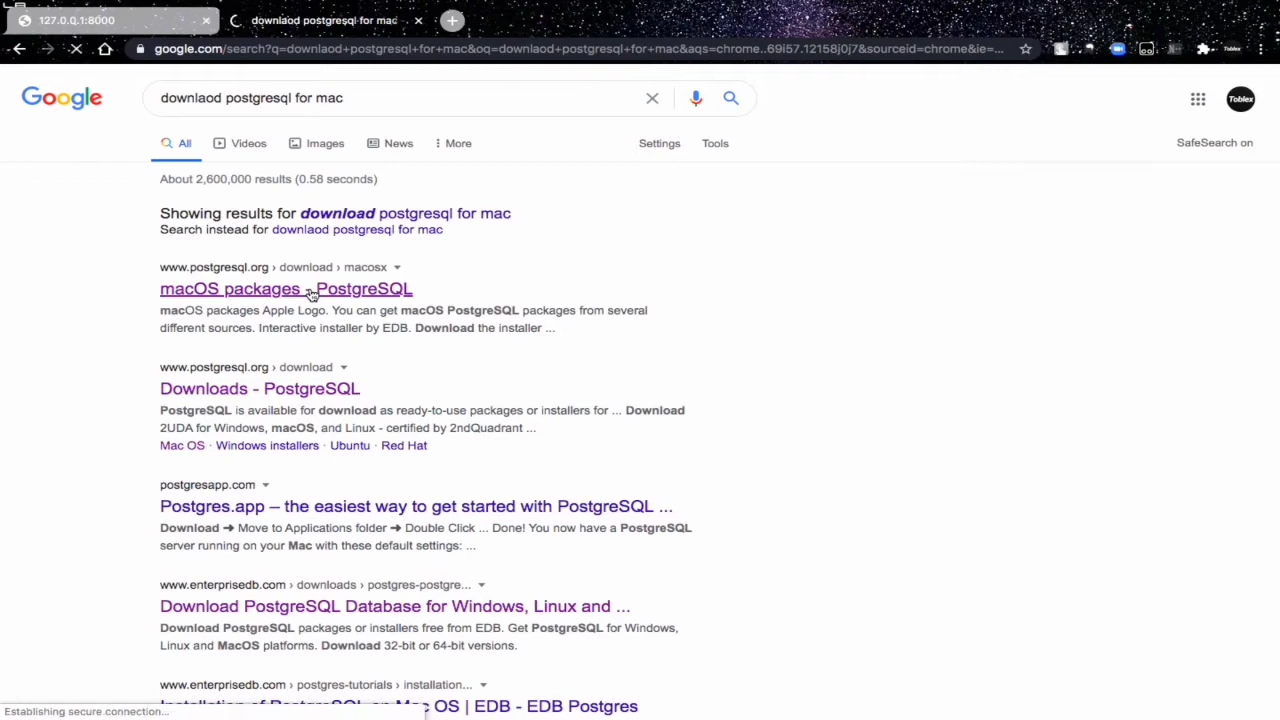 127.0.0.1:8000
downlaod postgresql for mac
google.com/search?q=downlaod+postgresql+for+mac&oq=downlaod+postgresql+for+mac&aqs=chrome..69i57.12158j0j7&sourceid=chrome&ie=...
Google
downlaod postgresql for mac
Toblex
All
Videos
Images
News
More
Settings
Tools
SafeSearch on
About 2,600,000 results (0.58 seconds)
Showing results for download postgresql for mac
Search instead for downlaod postgresql for mac
www.postgresql.org › download › macosx
macOS packages - PostgreSQL
macOS packages Apple Logo. You can get macOS PostgreSQL packages from several
different sources. Interactive installer by EDB. Download the installer ...
www.postgresql.org › download
Downloads - PostgreSQL
PostgreSQL is available for download as ready-to-use packages or installers for ... Download
2UDA for Windows, macOS, and Linux - certified by 2ndQuadrant ...
Mac OS · Windows installers · Ubuntu · Red Hat
postgresapp.com
Postgres.app – the easiest way to get started with PostgreSQL ...
Download ➜ Move to Applications folder ➜ Double Click ... Done! You now have a PostgreSQL
server running on your Mac with these default settings: ...
www.enterprisedb.com › downloads › postgres-postgre...
Download PostgreSQL Database for Windows, Linux and ...
Download PostgreSQL packages or installers free from EDB. Get PostgreSQL for Windows,
Linux and MacOS platforms. Download 32-bit or 64-bit versions.
www.enterprisedb.com › postgres-tutorials › installation...
Installation of PostgreSQL on Mac OS | EDB - EDB Postgres
Establishing secure connection...